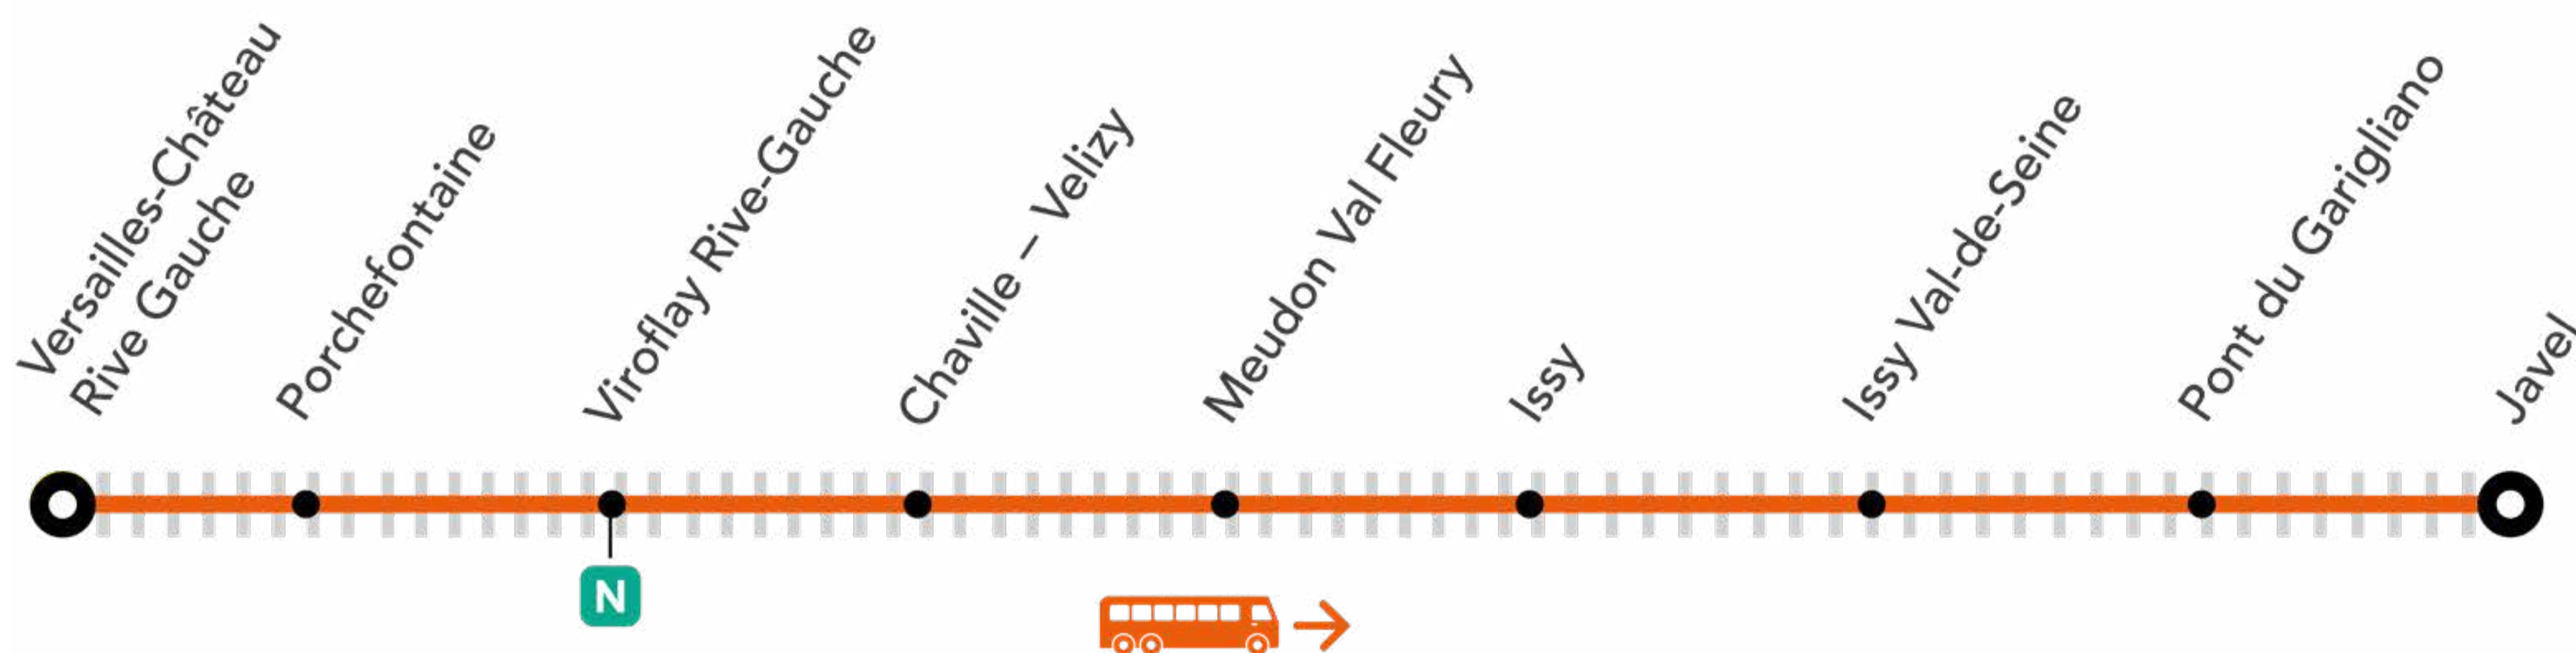 Versailles-Château
Rive Gauche
Porchefontaine
Viroflay Rive-Gauche
Chaville – Velizy
Meudon Val Fleury
Issy
Issy Val-de-Seine
Pont du Garigliano
Javel
N